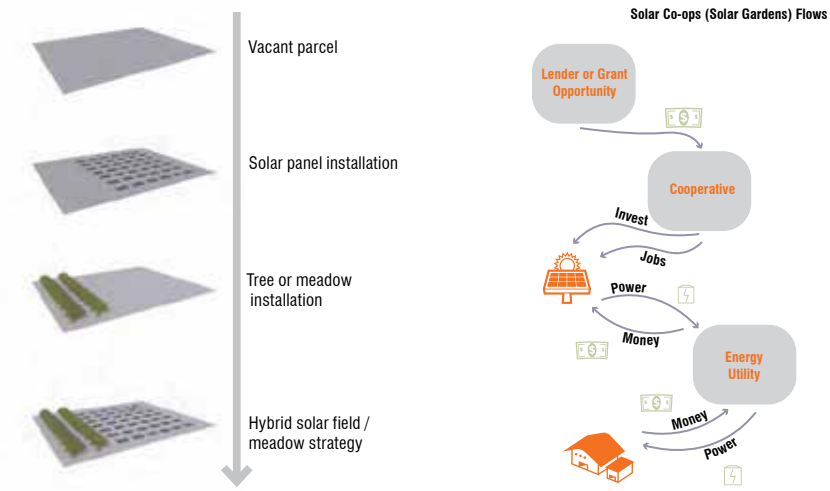 Vacant parcel
Solar panel installation
Tree or meadow
installation
Hybrid solar field /
meadow strategy
Solar Co-ops (Solar Gardens) Flows
Lender or Grant
Opportunity
$
Cooperative
Invest
Jobs
Power
Money
$
Energy
Utility
$
Money
Power